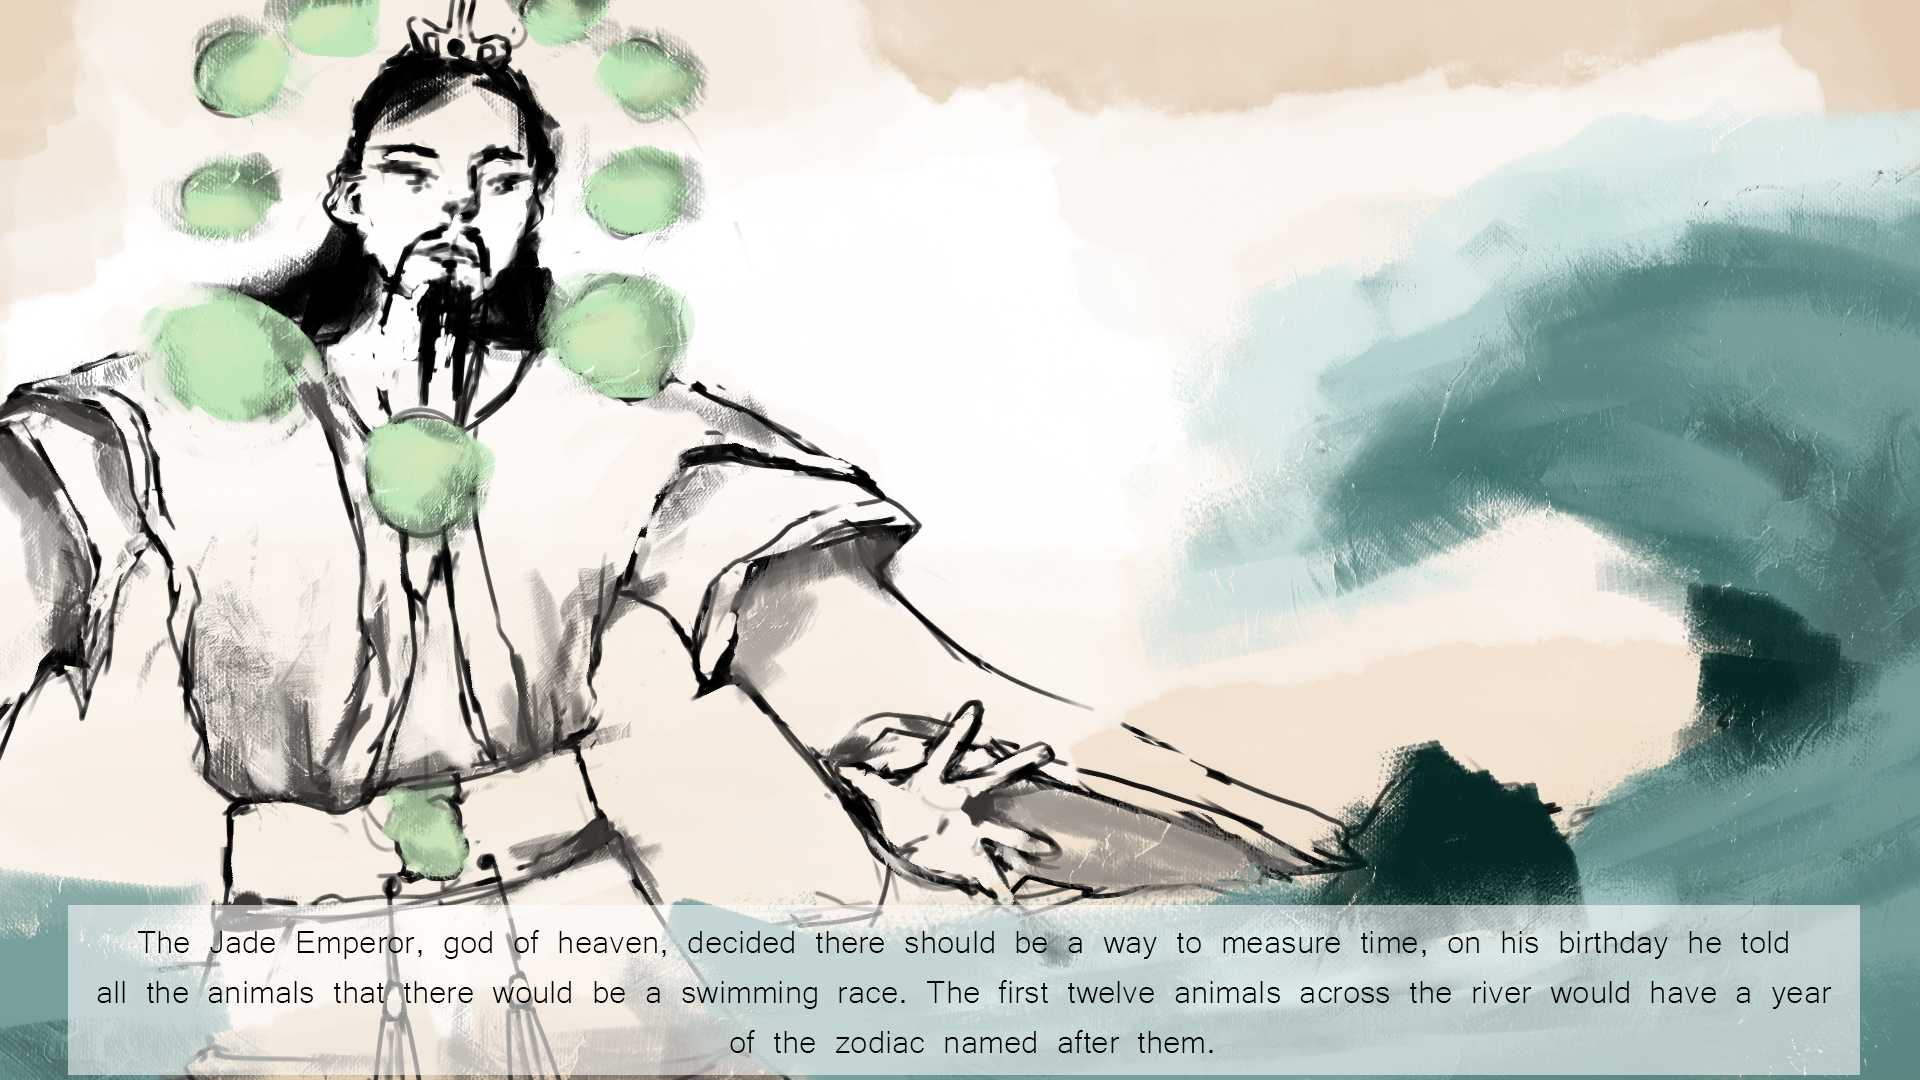 The Jade Emperor, god of heaven, decided there should be a way to measure time, on his birthday he told
all the animals that there would be a swimming race. The first twelve animals across the river would have a year
of the zodiac named after them.